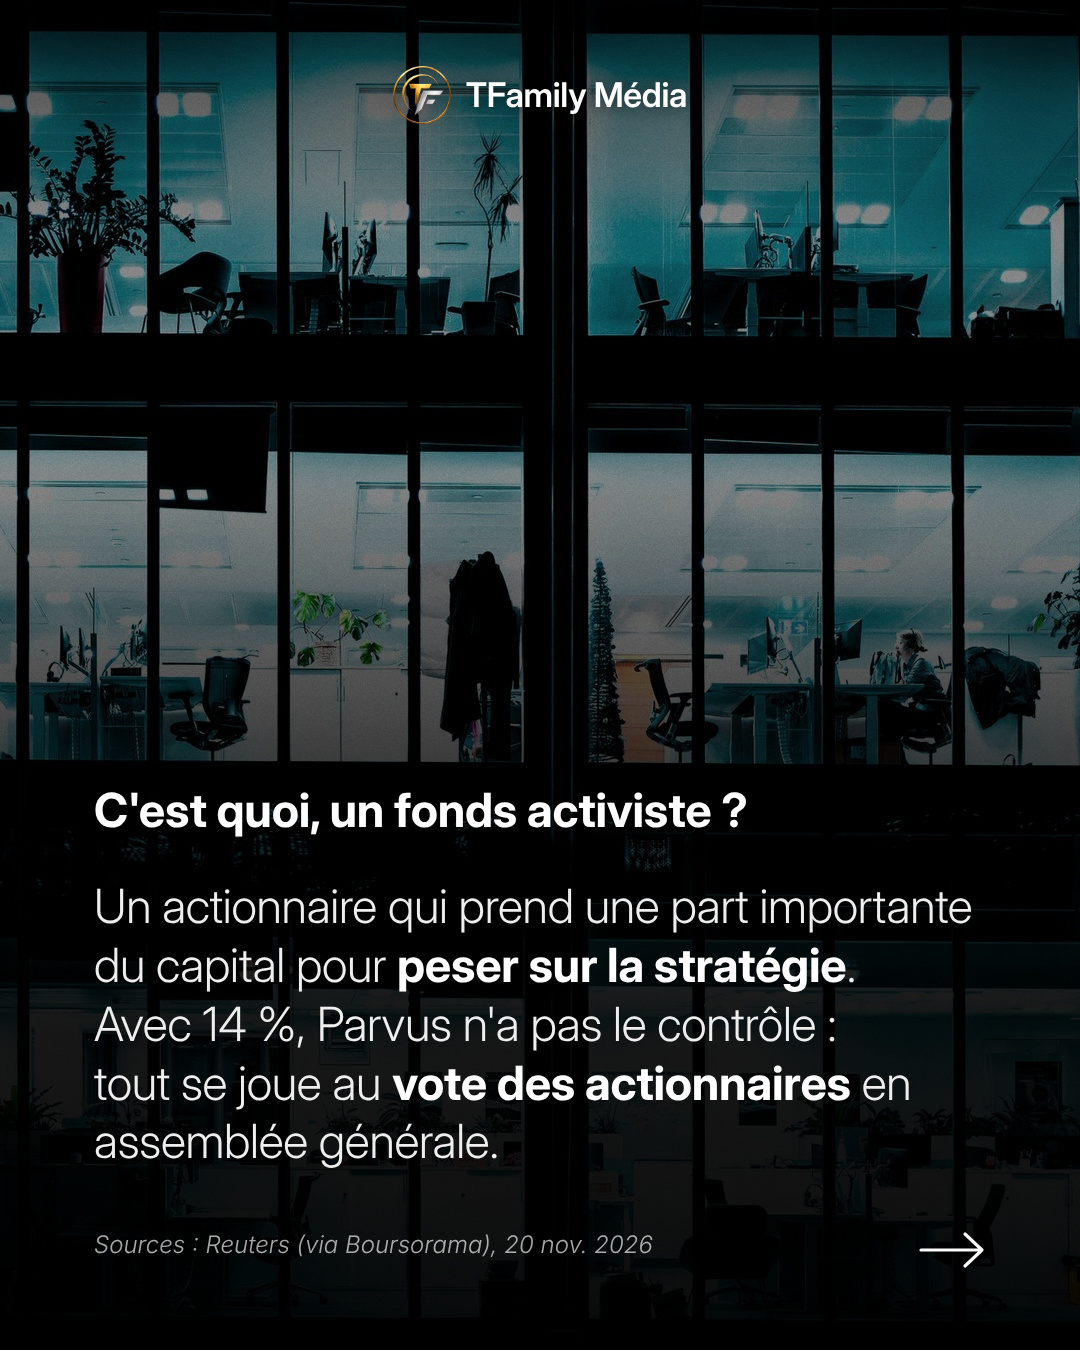 TFamily Média
C'est quoi, un fonds activiste ?
Un actionnaire qui prend une part importante
du capital pour peser sur la stratégie.
Avec 14 %, Parvus n'a pas le contrôle :
tout se joue au vote des actionnaires en
assemblée générale.
Sources : Reuters (via Boursorama), 20 nov. 2026